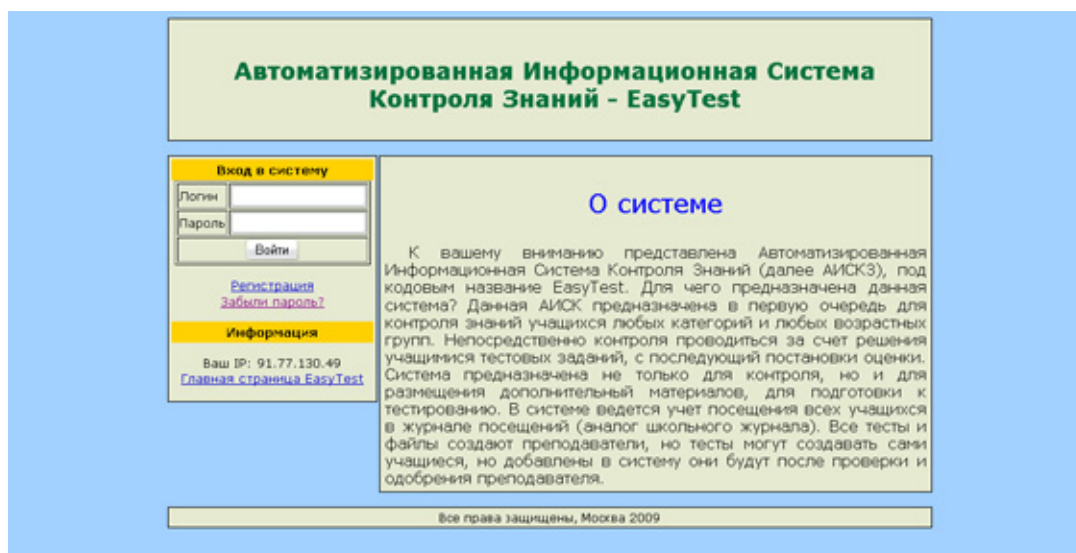 Автоматизированная Информационная Система
Контроля Знаний - EasyTest
Вход в систему
Логин
Пароль
Войти
Регистрация
Забыли пароль?
Информация
Ваш IP: 91.77.130.49
Главная страница EasyTest
О системе
К вашему вниманию представлена Автоматизированная
Информационная Система Контроля Знаний (далее АИСКЗ), под
кодовым название EasyTest. Для чего предназначена данная
система? Данная АИСК предназначена в первую очередь для
контроля знаний учащихся любых категорий и любых возрастных
групп. Непосредственно контроля проводиться за счет решения
учащимися тестовых заданий, с последующий постановки оценки.
Система предназначена не только для контроля, но и для
размещения дополнительный материалов, для подготовки к
тестированию. В системе ведется учет посещения всех учащихся
в журнале посещений (аналог школьного журнала). Все тесты и
файлы создают преподаватели, но тесты могут создавать сами
учащиеся, но добавлены в систему они будут после проверки и
одобрения преподавателя.
Все права защищены, Москва 2009